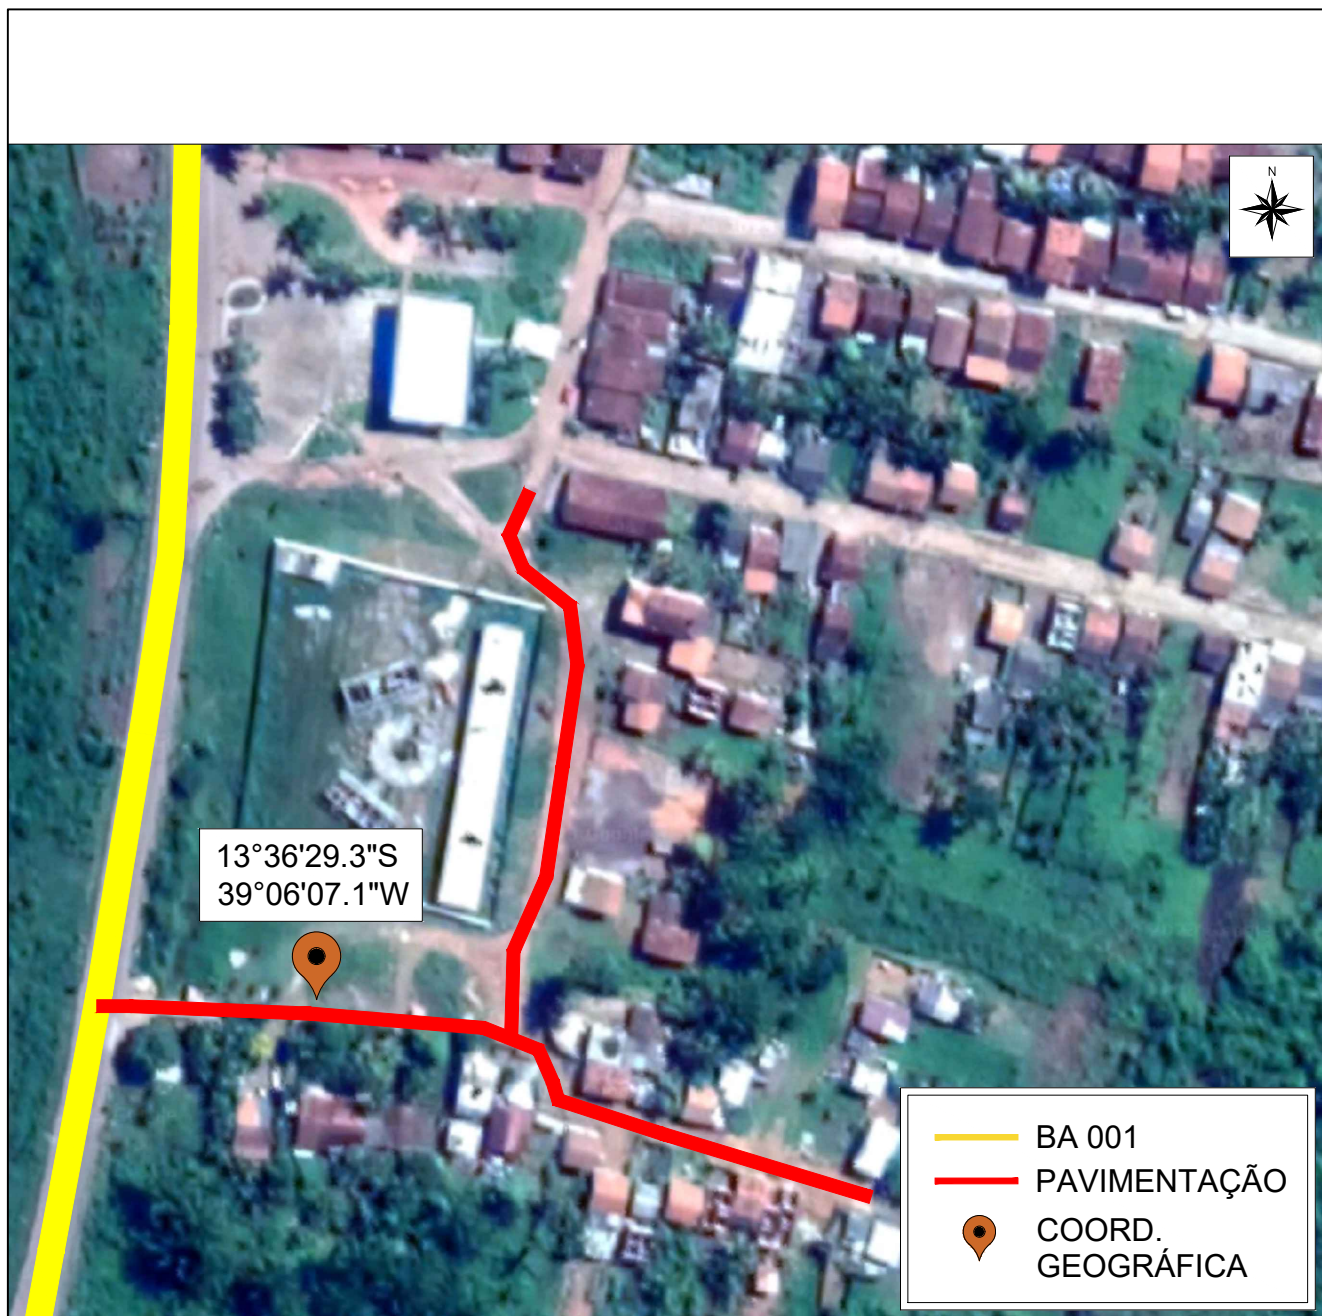 N
13°36'29.3"S
39°06'07.1"W
BA 001
PAVIMENTAÇÃO
COORD.
GEOGRÁFICA